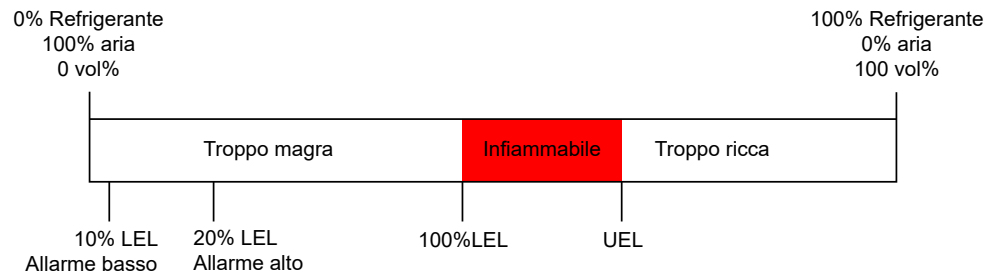 0% Refrigerante
100% aria
0 vol%
100% Refrigerante
0% aria
100 vol%
Troppo magra
Infiammabile
Troppo ricca
10% LEL
Allarme basso
20% LEL
Allarme alto
100%LEL
UEL